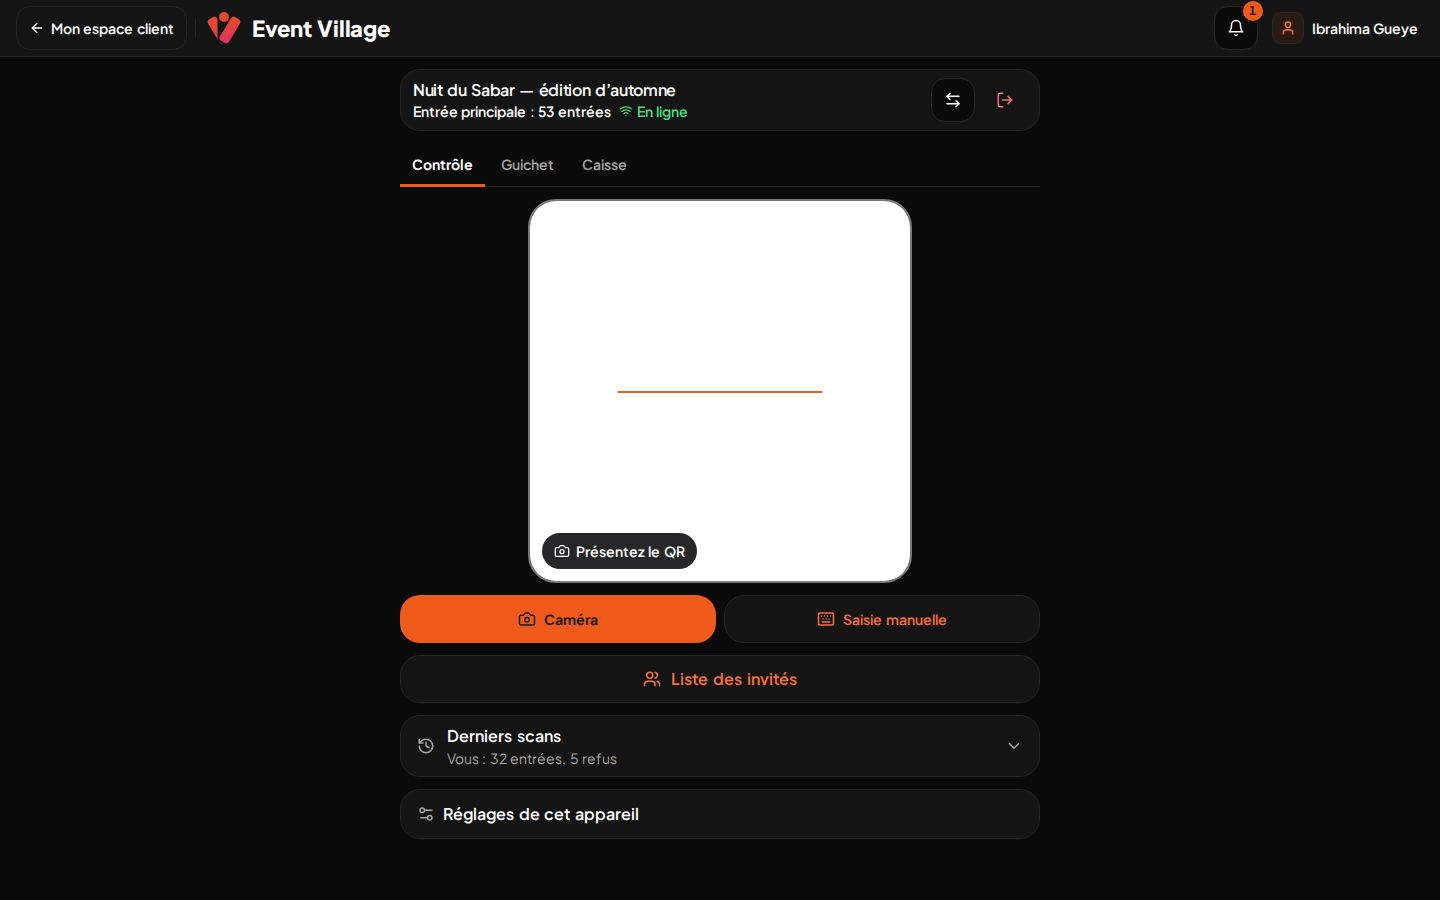 Mon espace client
Event Village
1
Ibrahima Gueye
Nuit du Sabar — édition d’automne
Entrée principale : 53 entrées En ligne
Contrôle Guichet Caisse
Présentez le QR
Caméra
Saisie manuelle
Liste des invités
Derniers scans
Vous : 32 entrées, 5 refus
Réglages de cet appareil